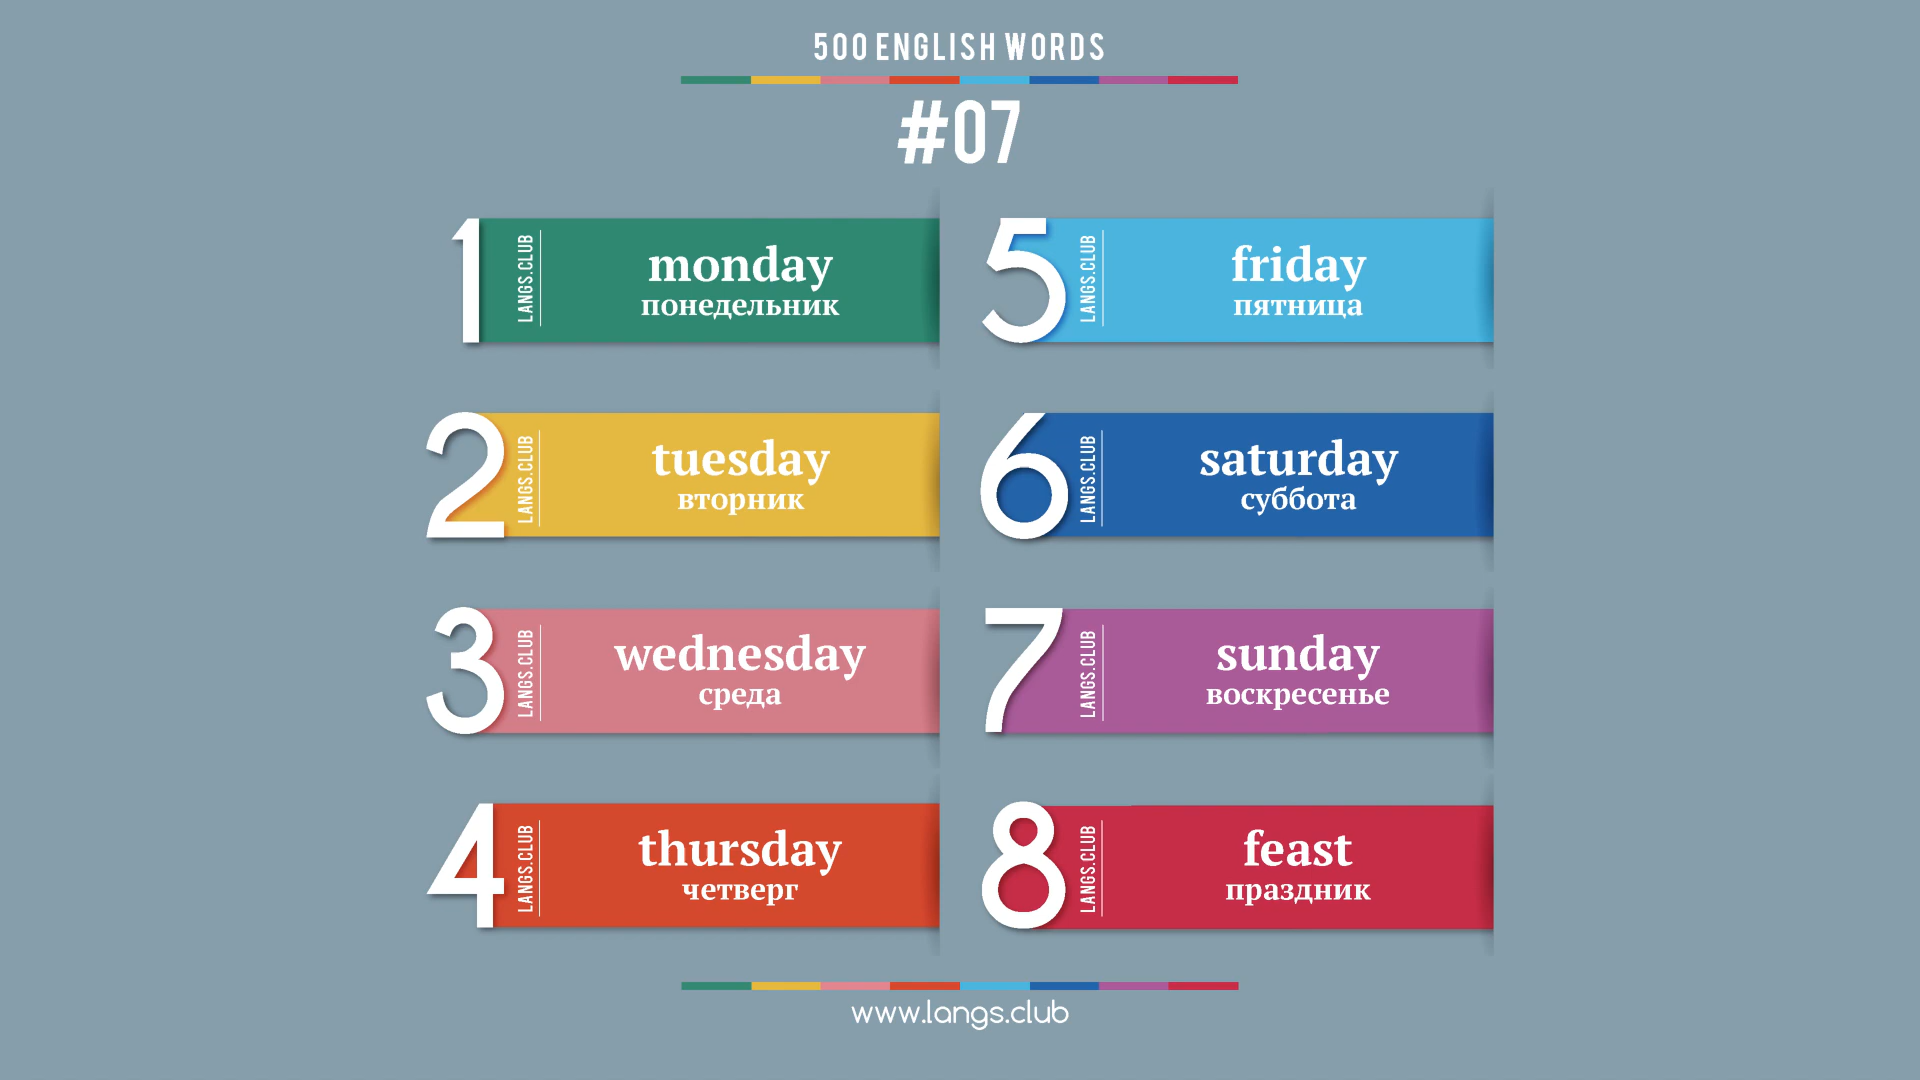 500 ENGLISH WORDS
#07
1
LANGS.CLUB
monday
понедельник
2
LANGS.CLUB
tuesday
вторник
3
LANGS.CLUB
wednesday
среда
4
LANGS.CLUB
thursday
четверг
5
LANGS.CLUB
friday
пятница
6
LANGS.CLUB
saturday
суббота
7
LANGS.CLUB
sunday
воскресенье
8
LANGS.CLUB
feast
праздник
www.langs.club